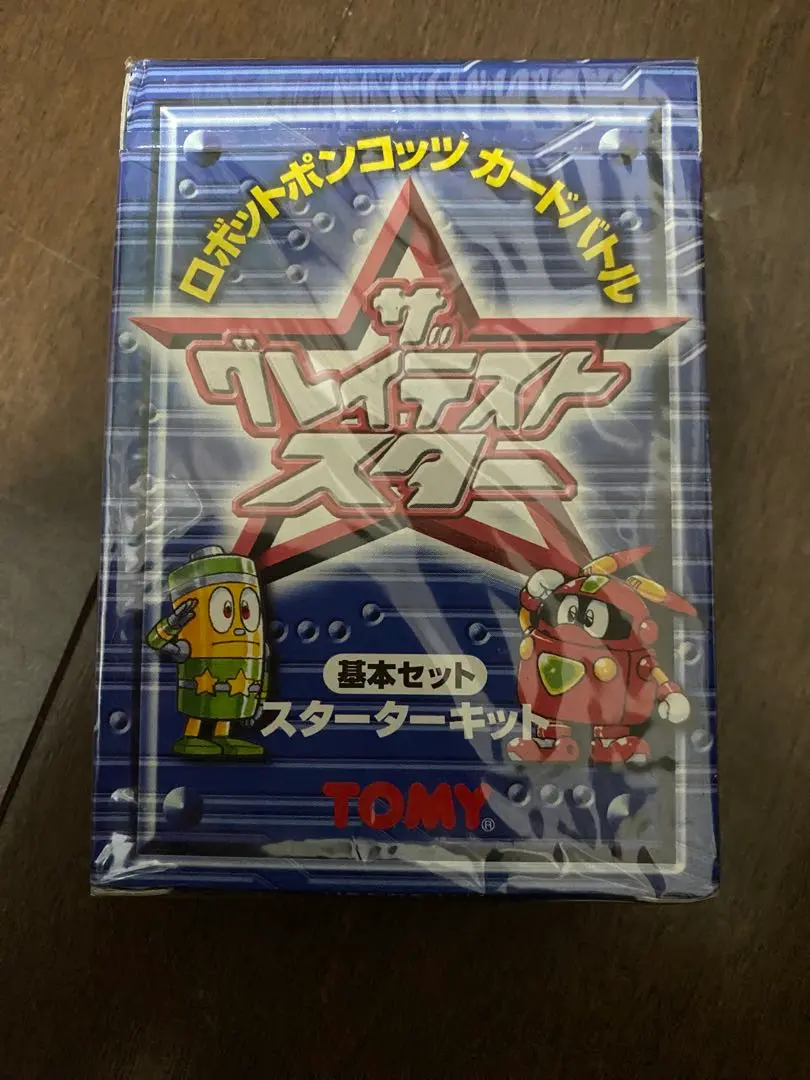 ロボットポンコッツ カードバトル
ザ
グレイテスト
スター
基本セット
スターターキット
TOMY®